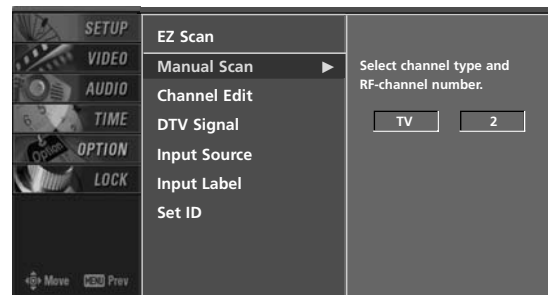 SETUP
VIDEO
AUDIO
TIME
OPTION
LOCK
Move MENU Prev
EZ Scan
Manual Scan ▶
Channel Edit
DTV Signal
Input Source
Input Label
Set ID
Select channel type and
RF-channel number.
TV 2